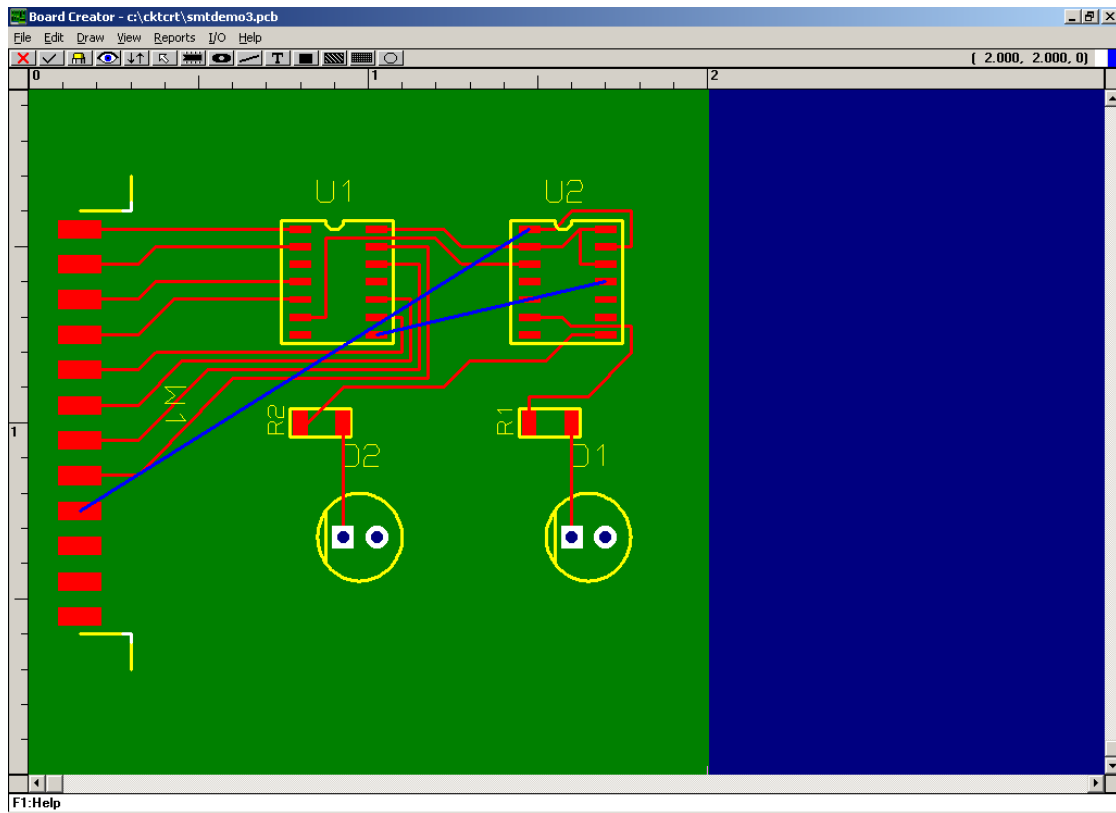 Board Creator - c:\cktcrt\smtdemo3.pcb
File Edit Draw View Reports I/O Help
T ( 2.000, 2.000, 0)
0 1 2
U1 U2
M1
R2 R1
1
D2 D1
F1:Help